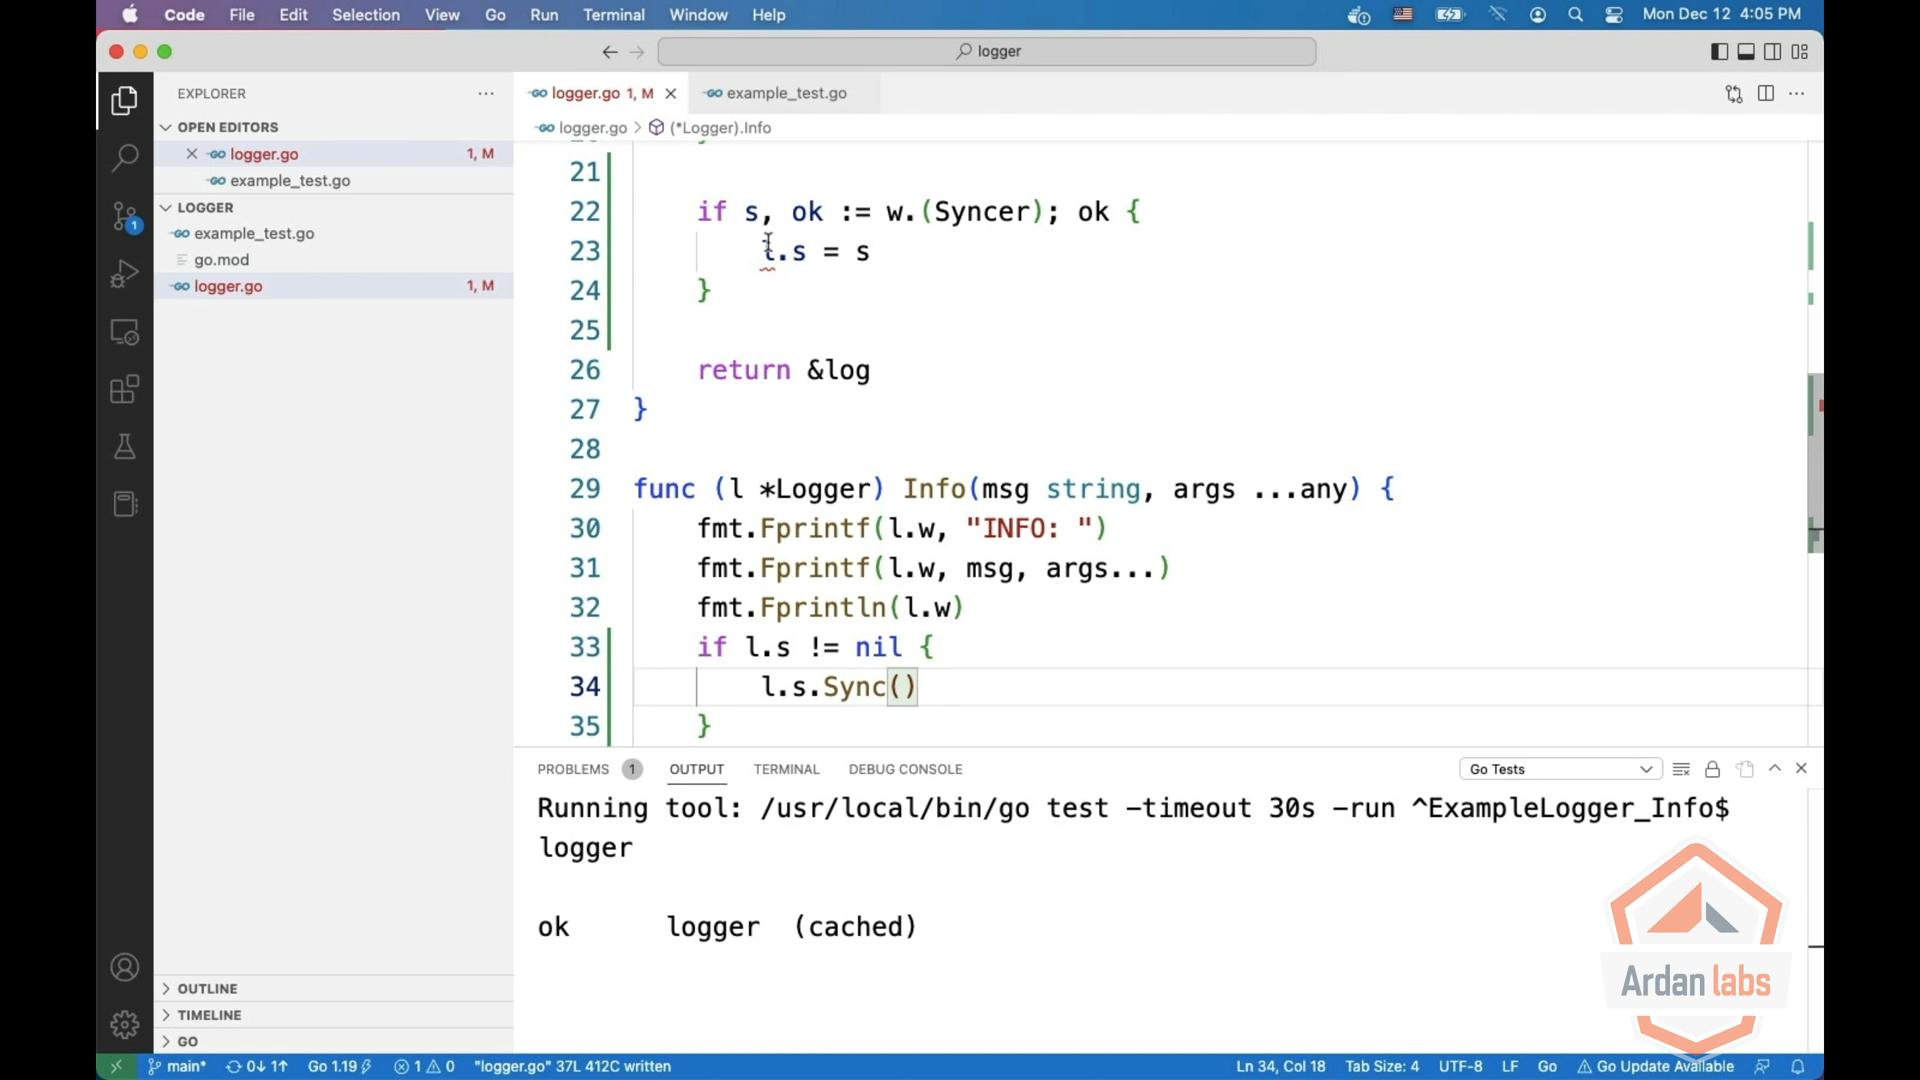 Code File Edit Selection View Go Run Terminal Window Help Mon Dec 12 4:05 PM
logger
EXPLORER
logger.go 1, M
example_test.go
OPEN EDITORS
logger.go > (*Logger).Info
logger.go 1, M
example_test.go
LOGGER
example_test.go
go.mod
logger.go 1, M
21
22 if s, ok := w.(Syncer); ok {
23 l.s = s
24 }
25
26 return &log
27 }
28
29 func (l *Logger) Info(msg string, args ...any) {
30 fmt.Fprintf(l.w, "INFO: ")
31 fmt.Fprintf(l.w, msg, args...)
32 fmt.Fprintln(l.w)
33 if l.s != nil {
34 l.s.Sync()
35 }
PROBLEMS 1 OUTPUT TERMINAL DEBUG CONSOLE Go Tests
Running tool: /usr/local/bin/go test -timeout 30s -run ^ExampleLogger_Info$
logger
ok logger (cached)
Ardan labs
OUTLINE
TIMELINE
GO
1
main* 0↓ 1↑ Go 1.19 1 0 "logger.go" 37L 412C written Ln 34, Col 18 Tab Size: 4 UTF-8 LF Go Go Update Available